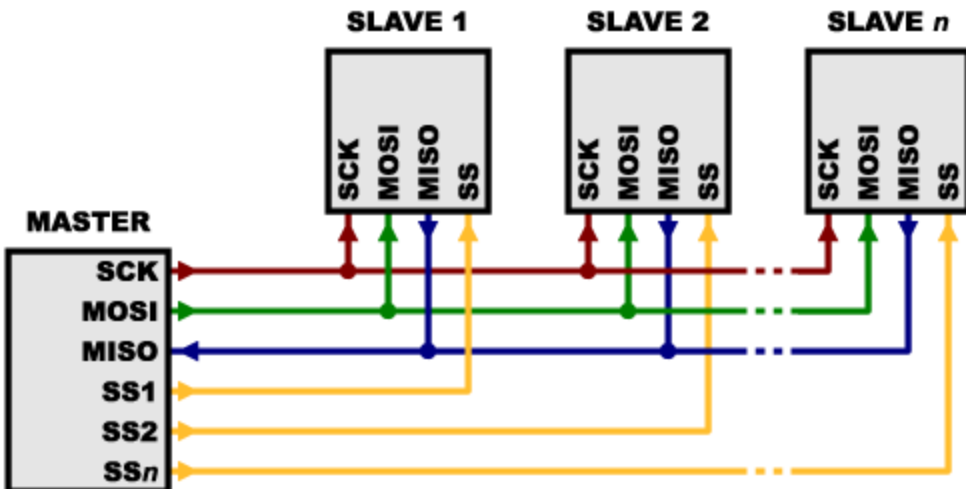 SLAVE 1
SLAVE 2
SLAVE n
SCK
MOSI
MISO
SS
SCK
MOSI
MISO
SS
SCK
MOSI
MISO
SS
MASTER
SCK
MOSI
MISO
SS1
SS2
SSn